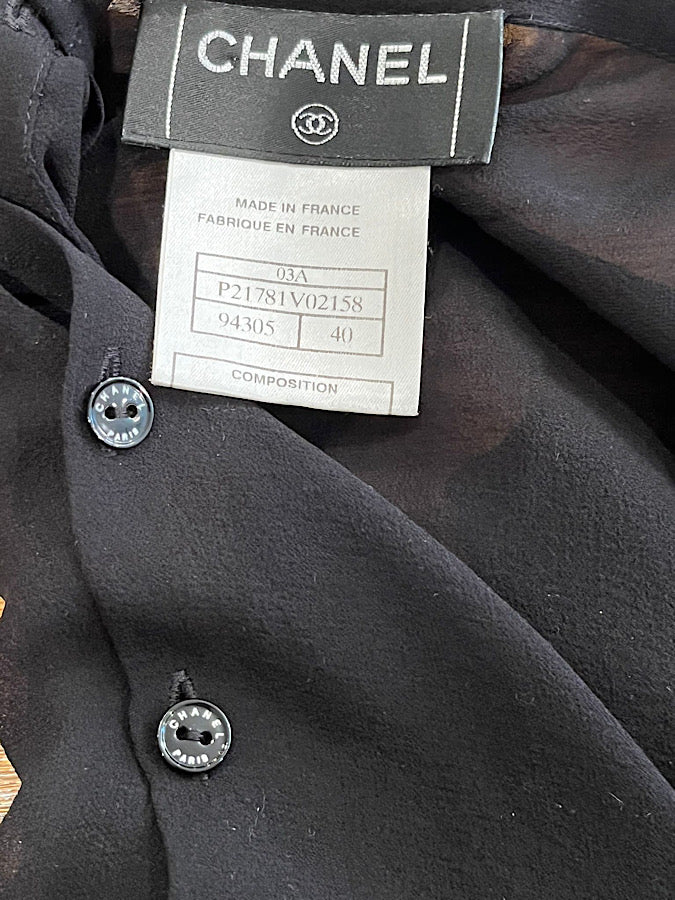 CHANEL
MADE IN FRANCE
FABRIQUE EN FRANCE
03A
P21781V02158
94305 40
COMPOSITION
CHANEL
PARIS
CHANEL
PARIS